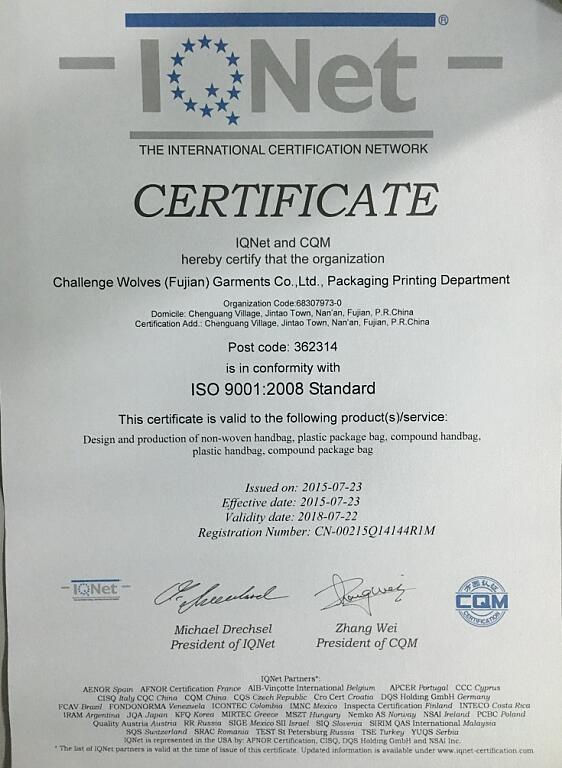 IQNet®
THE INTERNATIONAL CERTIFICATION NETWORK
CERTIFICATE
IQNet and CQM
hereby certify that the organization
Challenge Wolves (Fujian) Garments Co.,Ltd., Packaging Printing Department
Organization Code:68307973-0
Domicile: Chenguang Village, Jintao Town, Nan'an, Fujian, P.R.China
Certification Add.: Chenguang Village, Jintao Town, Nan'an, Fujian, P.R.China
Post code: 362314
is in conformity with
ISO 9001:2008 Standard
This certificate is valid to the following product(s)/service:
Design and production of non-woven handbag, plastic package bag, compound handbag,
plastic handbag, compound package bag
Issued on: 2015-07-23
Effective date: 2015-07-23
Validity date: 2018-07-22
Registration Number: CN-00215Q14144R1M
IQNet
Zhang Wei
方圆认证
CQM
CERTIFICATION
Michael Drechsel
President of IQNet
Zhang Wei
President of CQM
IQNet Partners*:
AENOR Spain AFNOR Certification France AIB-Vinçotte International Belgium APCER Portugal CCC Cyprus
CISQ Italy CQC China CQM China CQS Czech Republic Cro Cert Croatia DQS Holding GmbH Germany
FCAV Brazil FONDONORMA Venezuela ICONTEC Colombia IMNC Mexico Inspecta Certification Finland INTECO Costa Rica
IRAM Argentina JQA Japan KFQ Korea MIRTEC Greece MSZT Hungary Nemko AS Norway NSAI Ireland PCBC Poland
Quality Austria Austria RR Russia SIGE Mexico SII Israel SIQ Slovenia SIRIM QAS International Malaysia
SQS Switzerland SRAC Romania TEST St Petersburg Russia TSE Turkey YUQS Serbia
IQNet is represented in the USA by: AFNOR Certification, CISQ, DQS Holding GmbH and NSAI Inc.
* The list of IQNet partners is valid at the time of issue of this certificate. Updated information is available under www.iqnet-certification.com